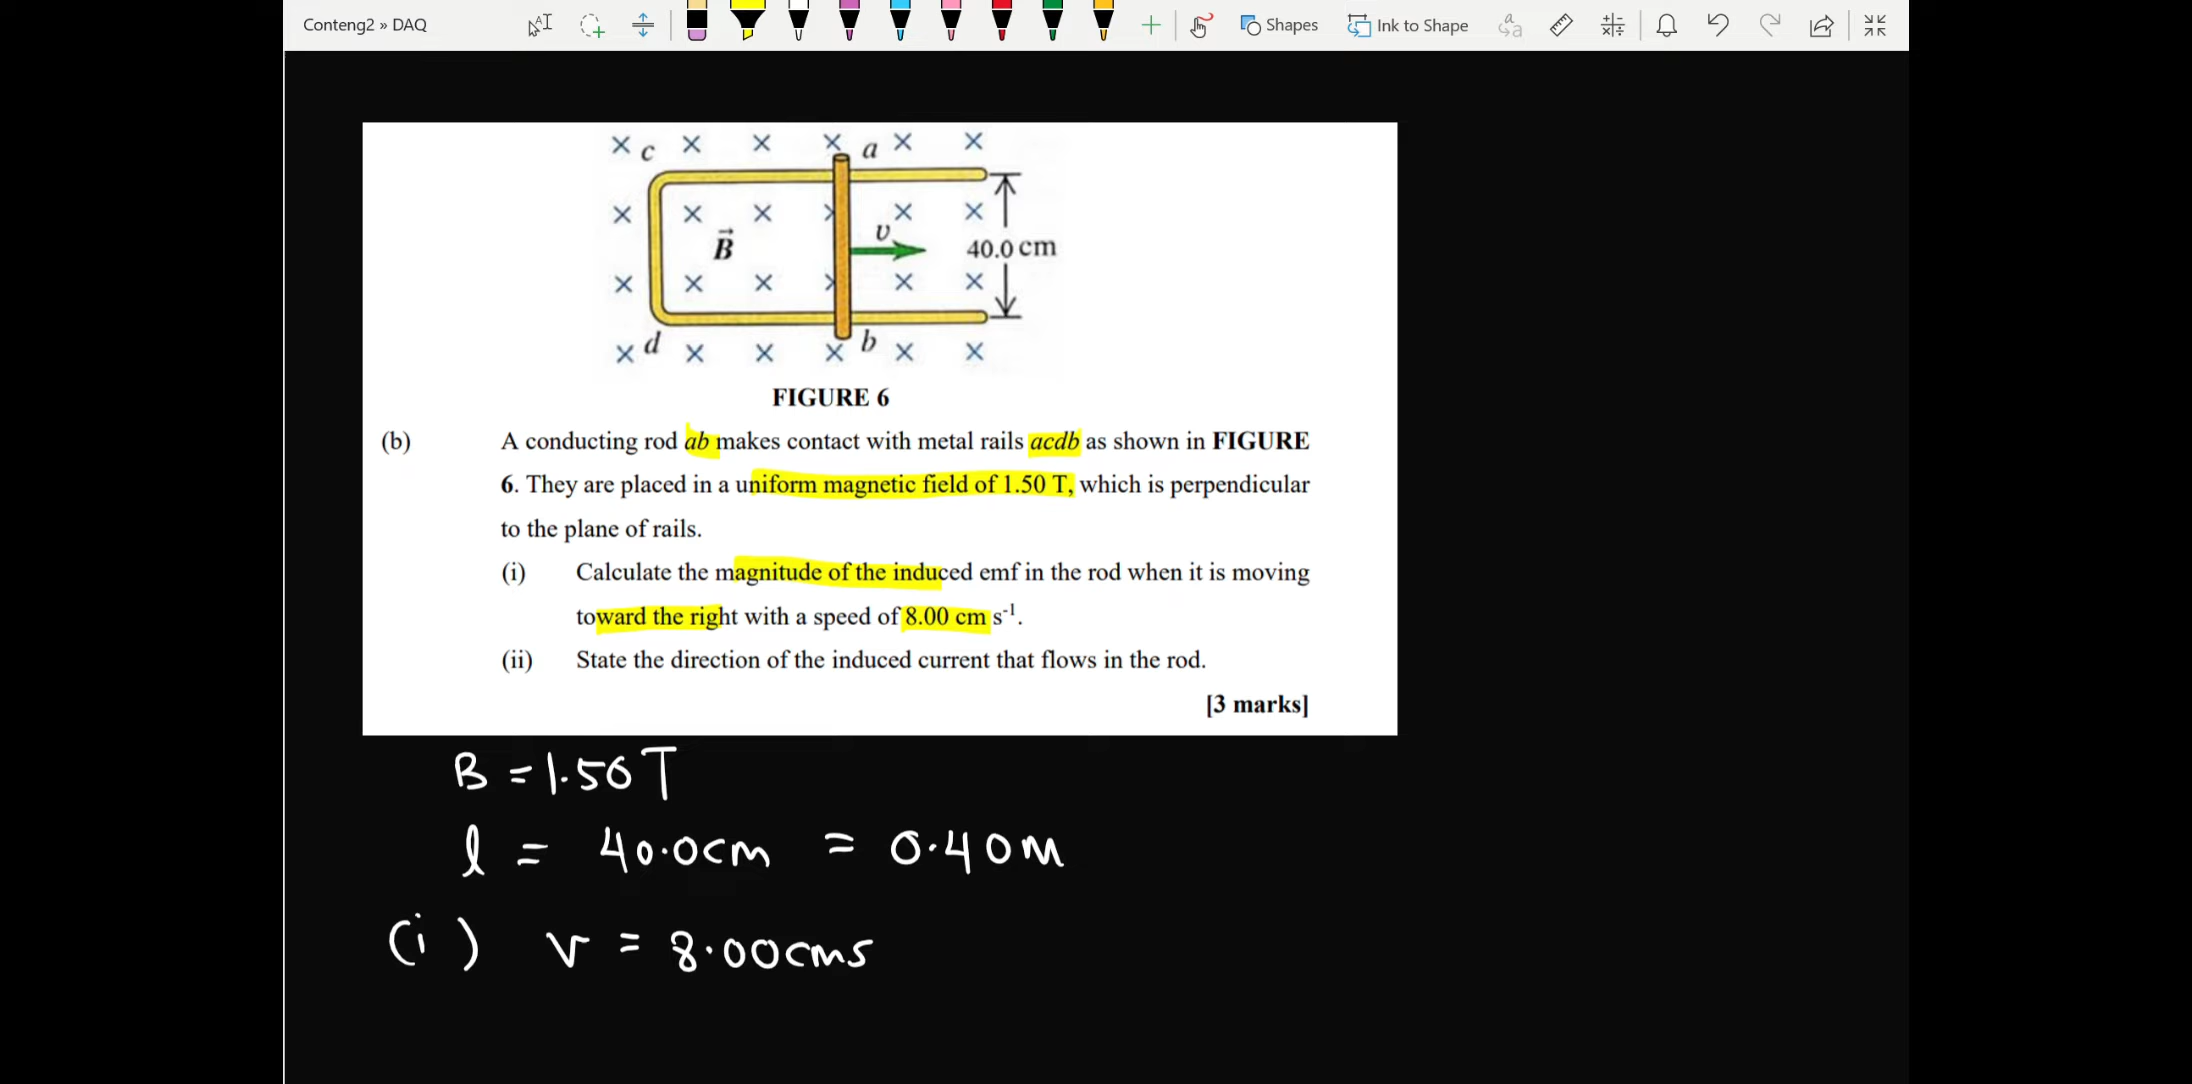 Conteng2 » DAQ
Shapes
Ink to Shape
c
a
B
v
40.0 cm
d
b
FIGURE 6
(b) A conducting rod ab makes contact with metal rails acdb as shown in FIGURE
6. They are placed in a uniform magnetic field of 1.50 T, which is perpendicular
to the plane of rails.
(i) Calculate the magnitude of the induced emf in the rod when it is moving
toward the right with a speed of 8.00 cm s⁻¹.
(ii) State the direction of the induced current that flows in the rod.
[3 marks]
B = 1.50 T
l = 40.0cm = 0.40m
(i) v = 8.00cms